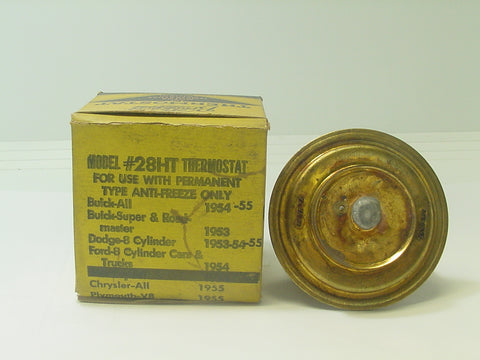 MODEL #28HT THERMOSTAT
FOR USE WITH PERMANENT
TYPE ANTI-FREEZE ONLY
Buick-All 1954-55
Buick-Super & Road-
master 1953
Dodge-8 Cylinder 1953-54-55
Ford-8 Cylinder Cars &
Trucks 1954
Chrysler-All 1955
Plymouth-V8 1955